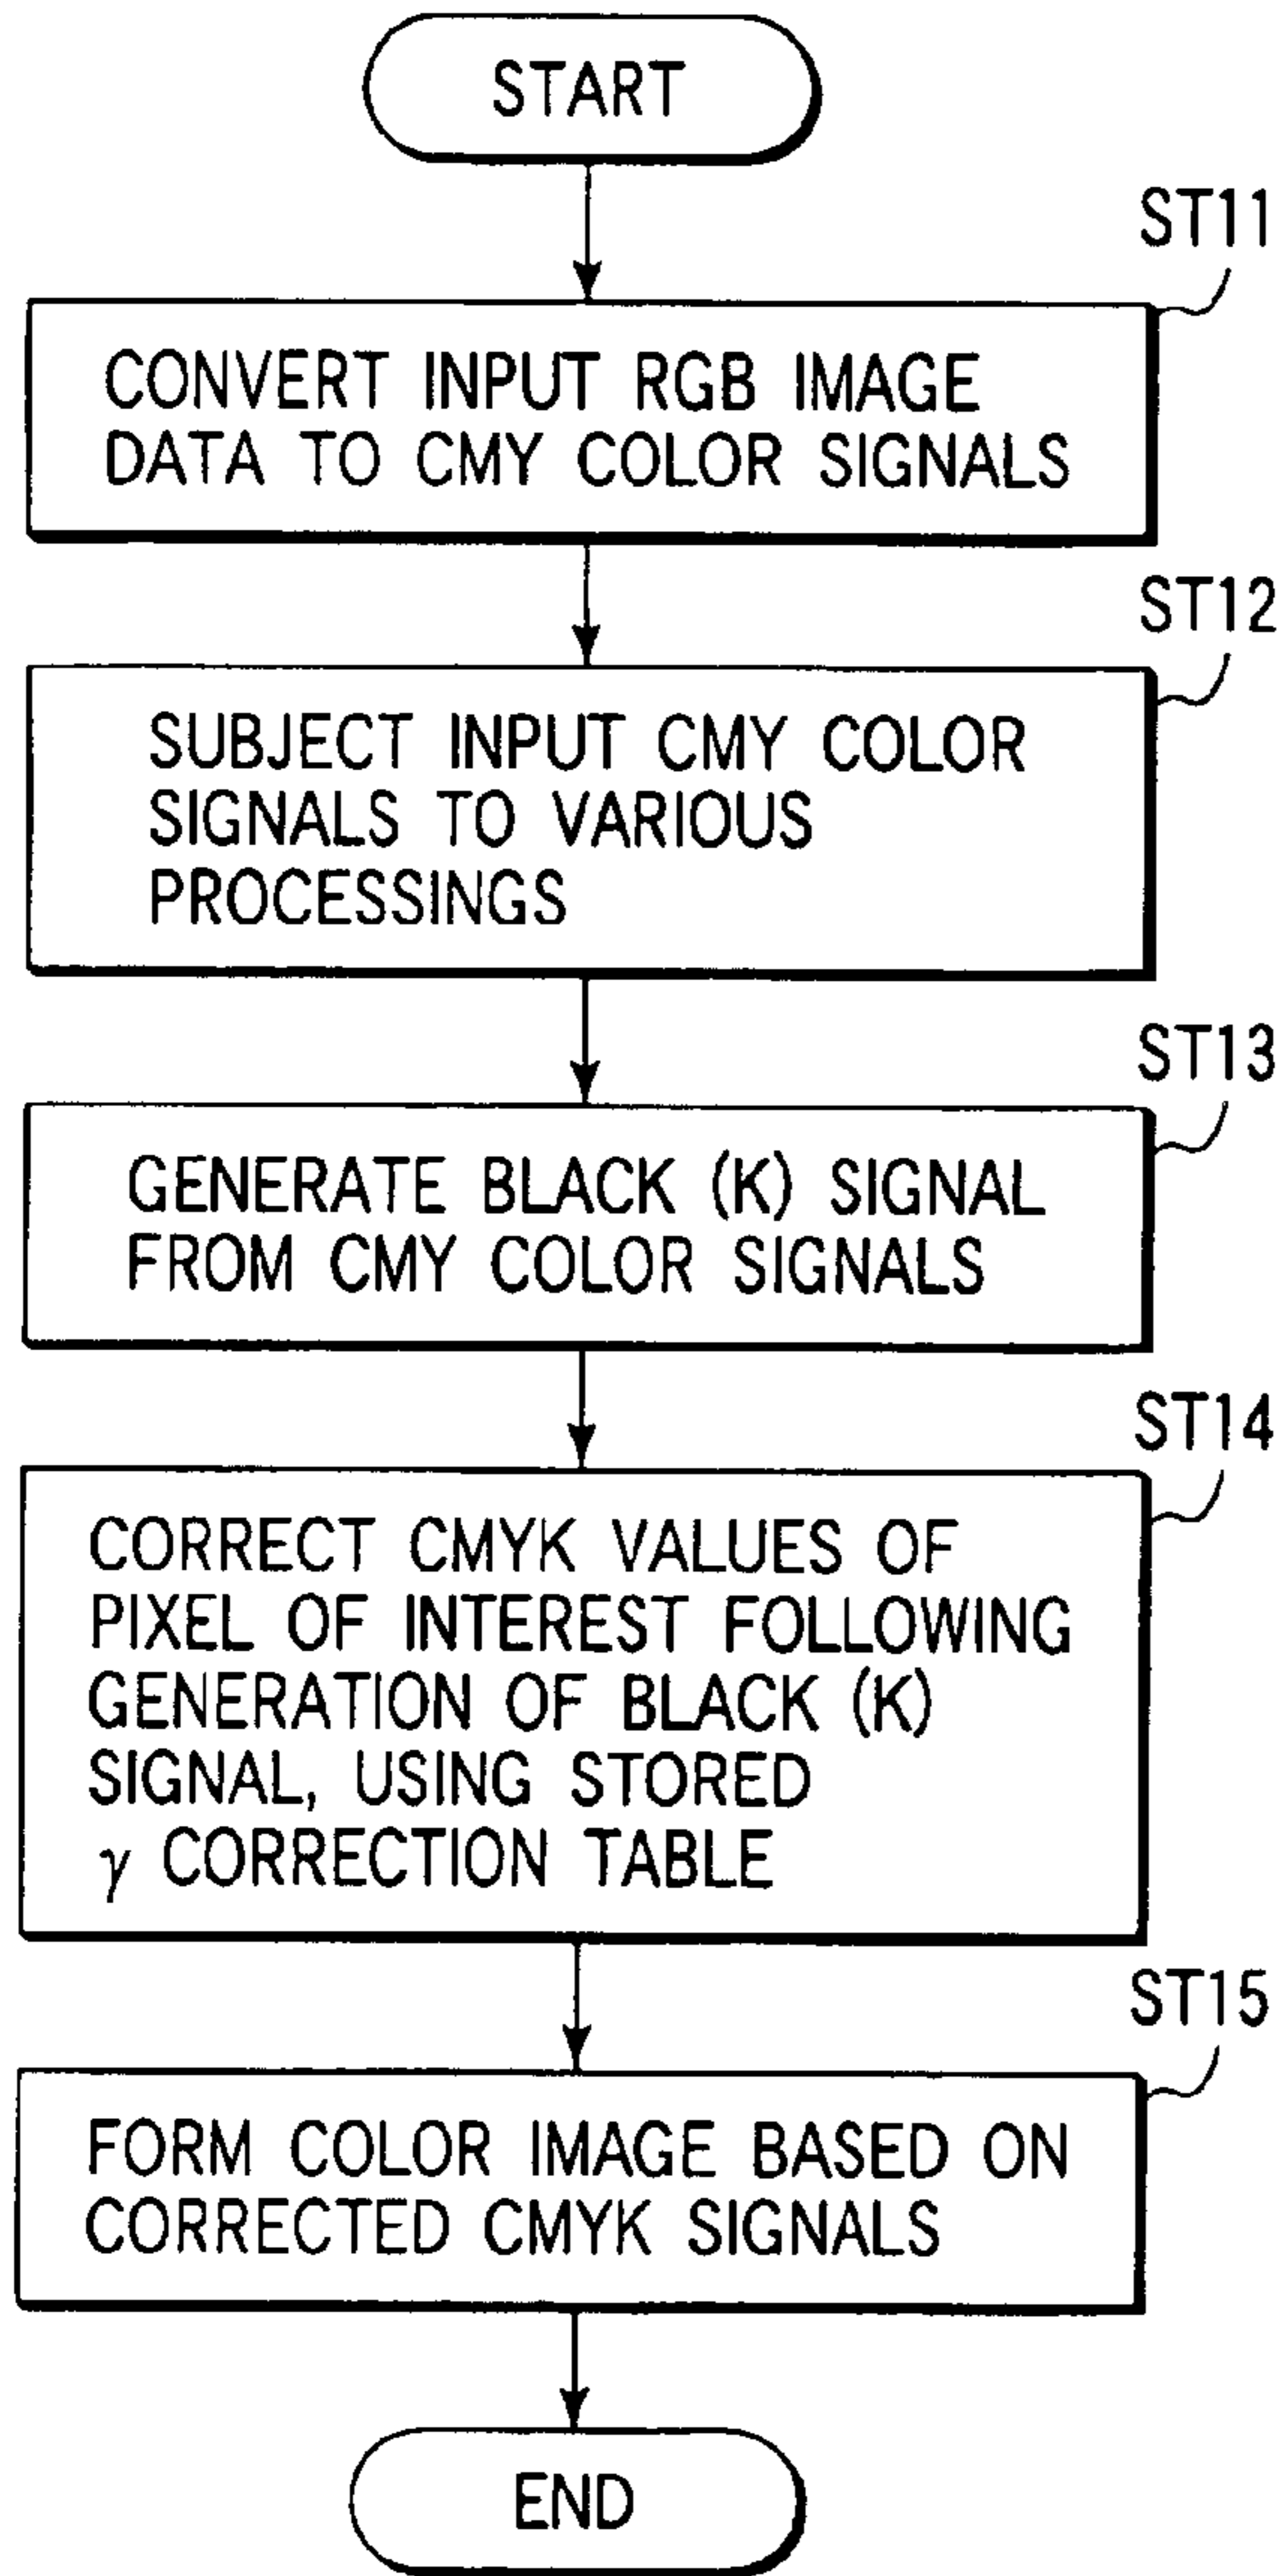 START
ST11
CONVERT INPUT RGB IMAGE
DATA TO CMY COLOR SIGNALS
ST12
SUBJECT INPUT CMY COLOR
SIGNALS TO VARIOUS
PROCESSINGS
ST13
GENERATE BLACK (K) SIGNAL
FROM CMY COLOR SIGNALS
ST14
CORRECT CMYK VALUES OF
PIXEL OF INTEREST FOLLOWING
GENERATION OF BLACK (K)
SIGNAL, USING STORED
γ CORRECTION TABLE
ST15
FORM COLOR IMAGE BASED ON
CORRECTED CMYK SIGNALS
END